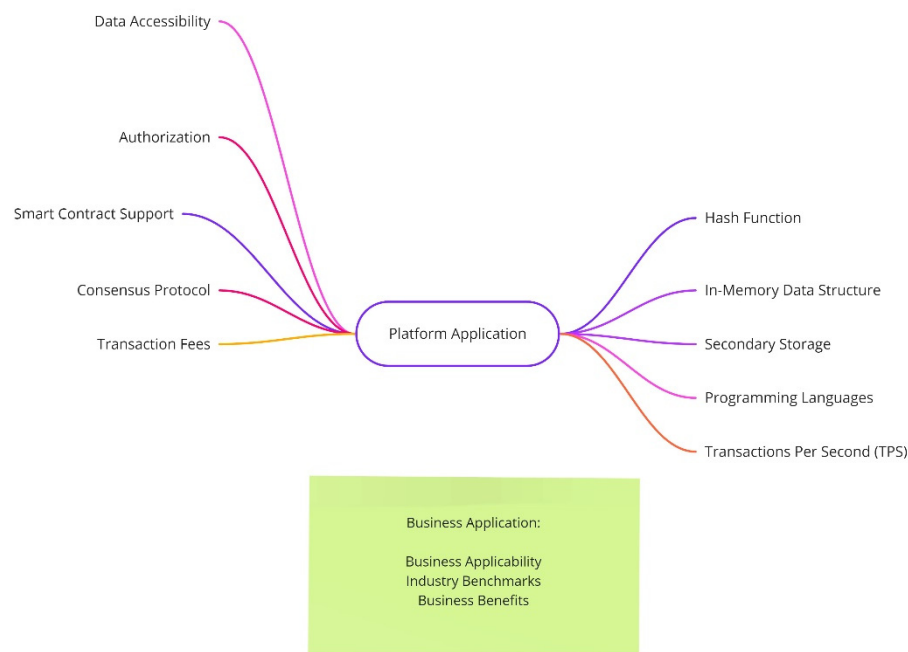 Data Accessibility
Authorization
Smart Contract Support
Consensus Protocol
Transaction Fees
Platform Application
Hash Function
In-Memory Data Structure
Secondary Storage
Programming Languages
Transactions Per Second (TPS)
Business Application:
Business Applicability
Industry Benchmarks
Business Benefits